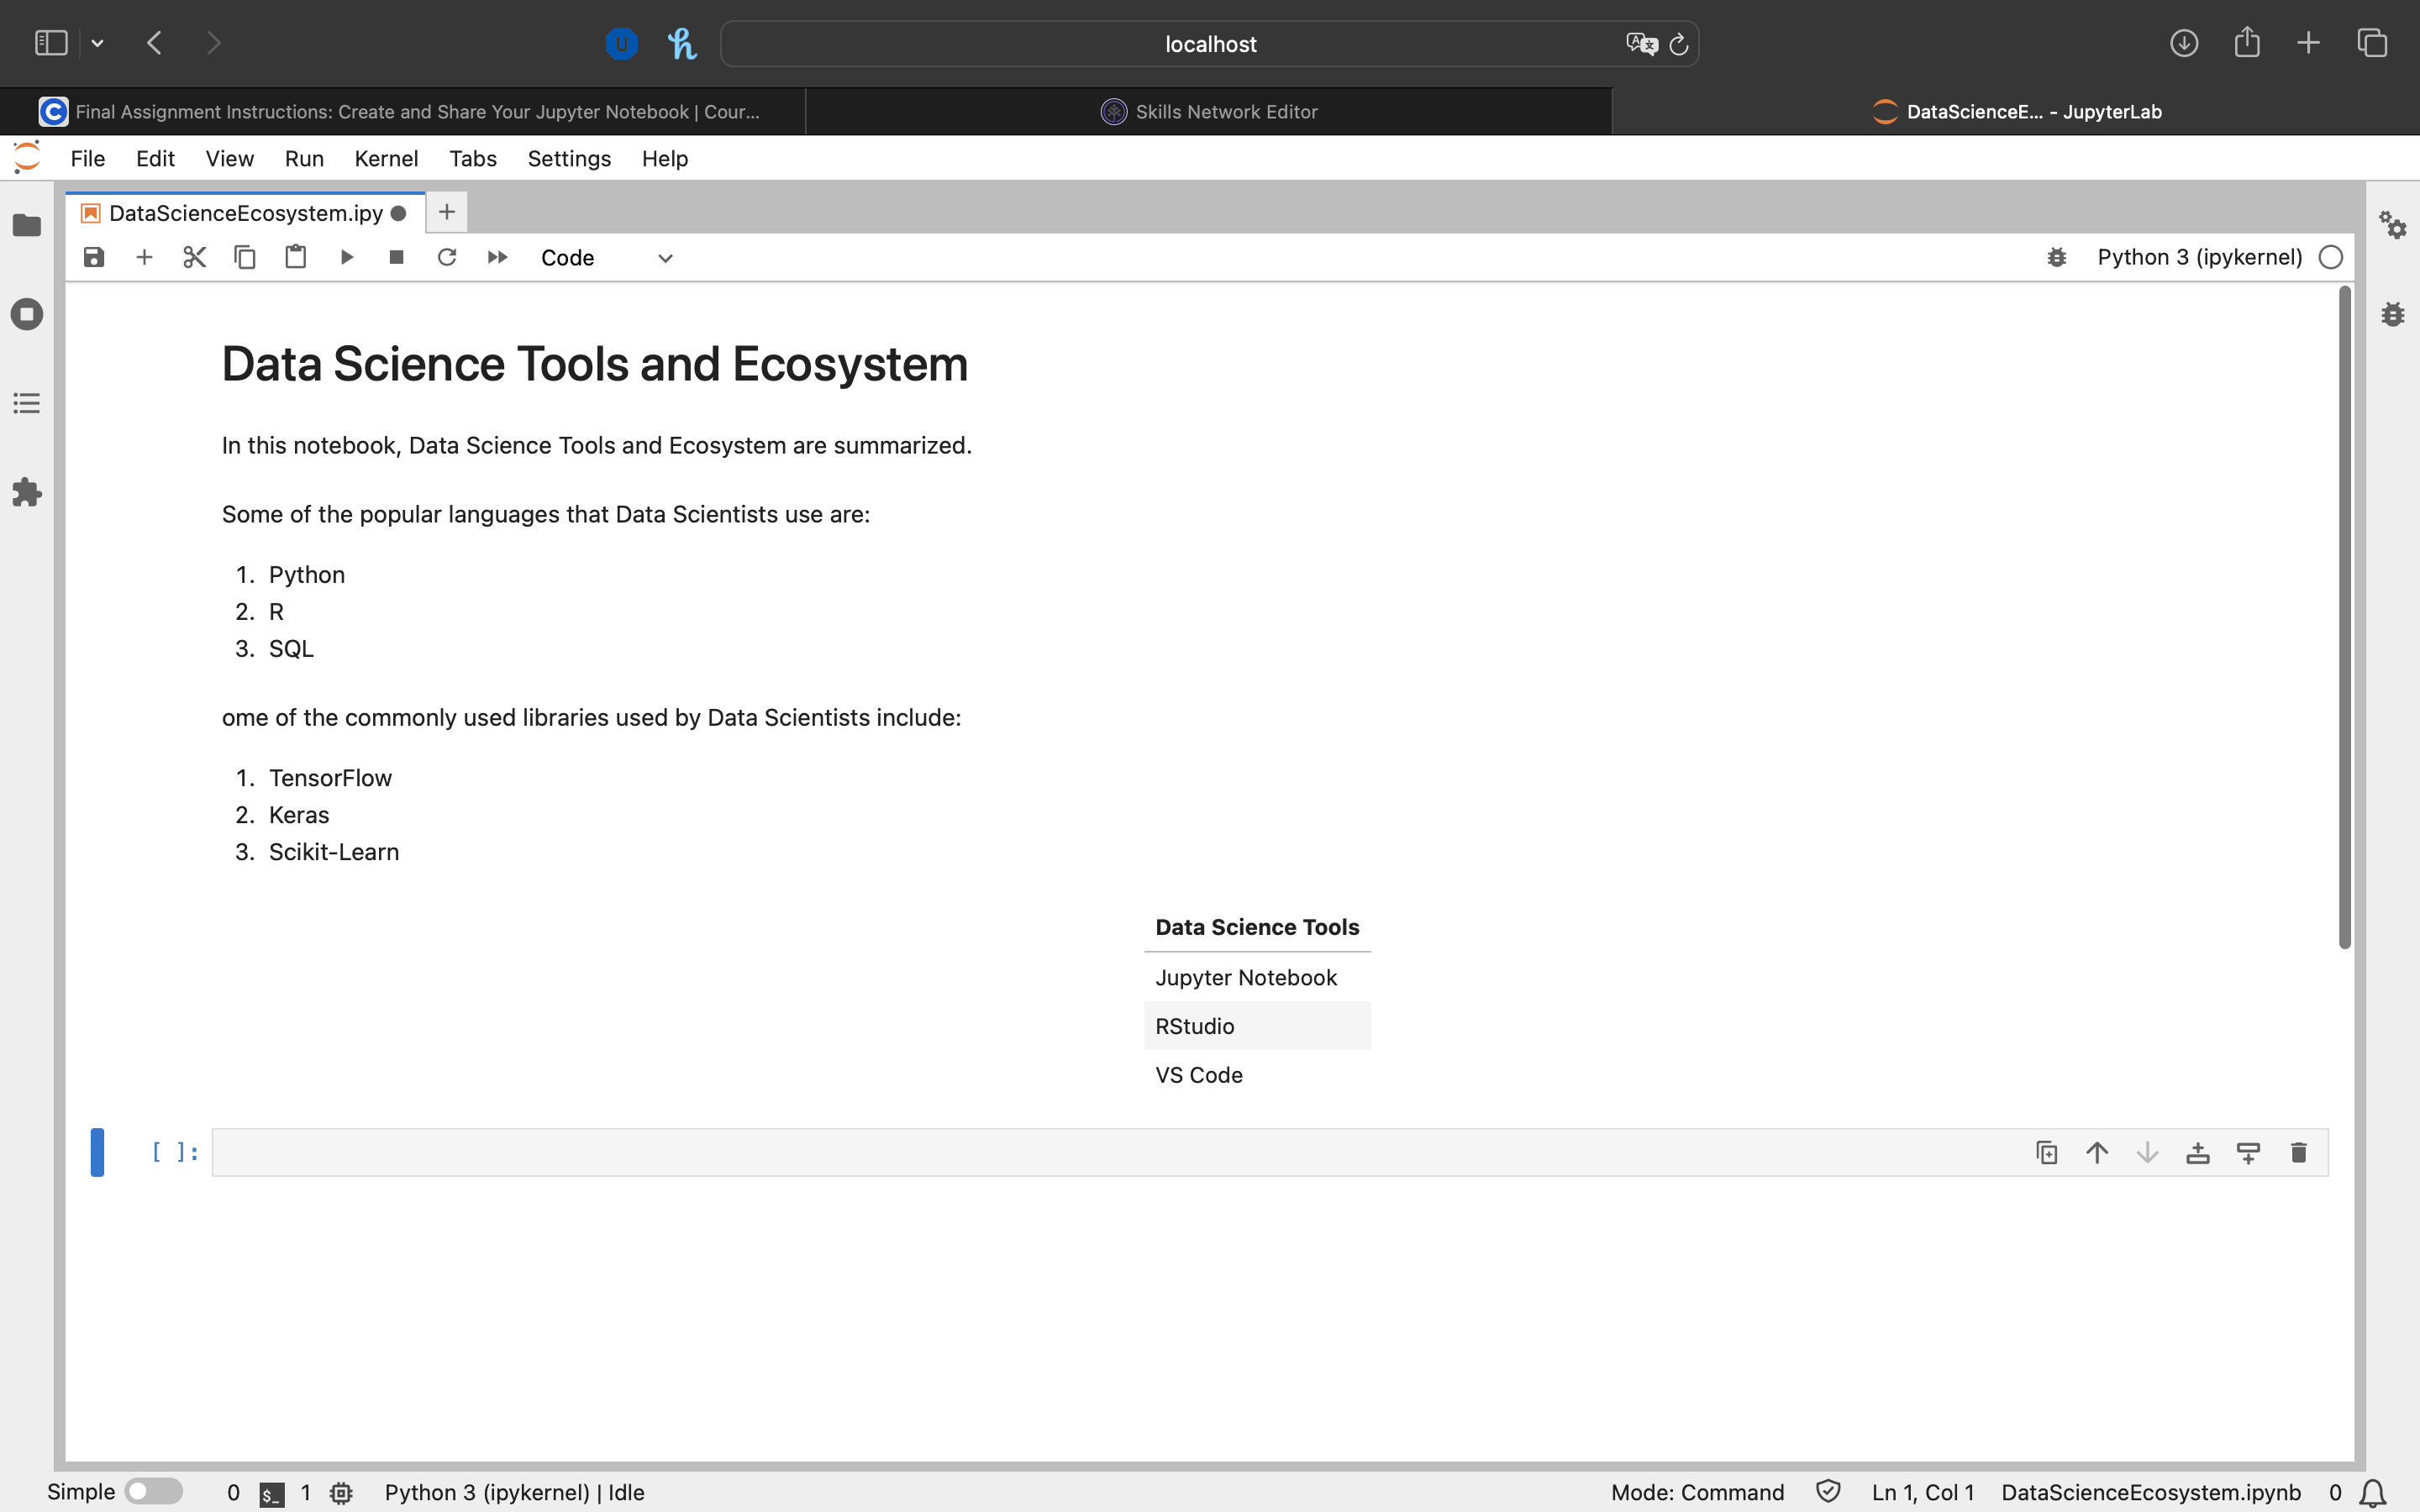 localhost
Final Assignment Instructions: Create and Share Your Jupyter Notebook | Cour...
Skills Network Editor
DataScienceE... - JupyterLab
File Edit View Run Kernel Tabs Settings Help
DataScienceEcosystem.ipy
Code
Python 3 (ipykernel)
Data Science Tools and Ecosystem
In this notebook, Data Science Tools and Ecosystem are summarized.
Some of the popular languages that Data Scientists use are:
1. Python
2. R
3. SQL
ome of the commonly used libraries used by Data Scientists include:
1. TensorFlow
2. Keras
3. Scikit-Learn
Data Science Tools
Jupyter Notebook
RStudio
VS Code
[ ]:
Simple 0 $_ 1 Python 3 (ipykernel) | Idle Mode: Command Ln 1, Col 1 DataScienceEcosystem.ipynb 0